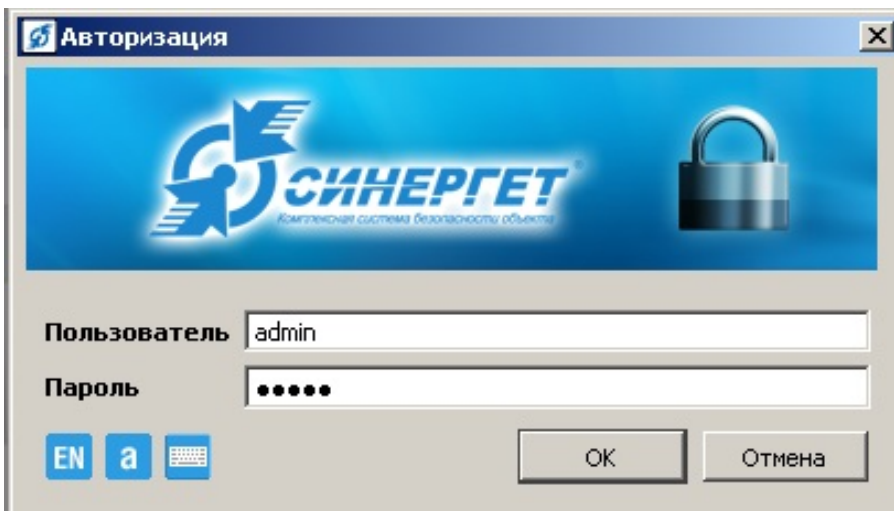 Авторизация
СИНЕРГЕТ®
Комплексная система безопасности объекта
Пользователь admin
Пароль •••••
EN a OK Отмена